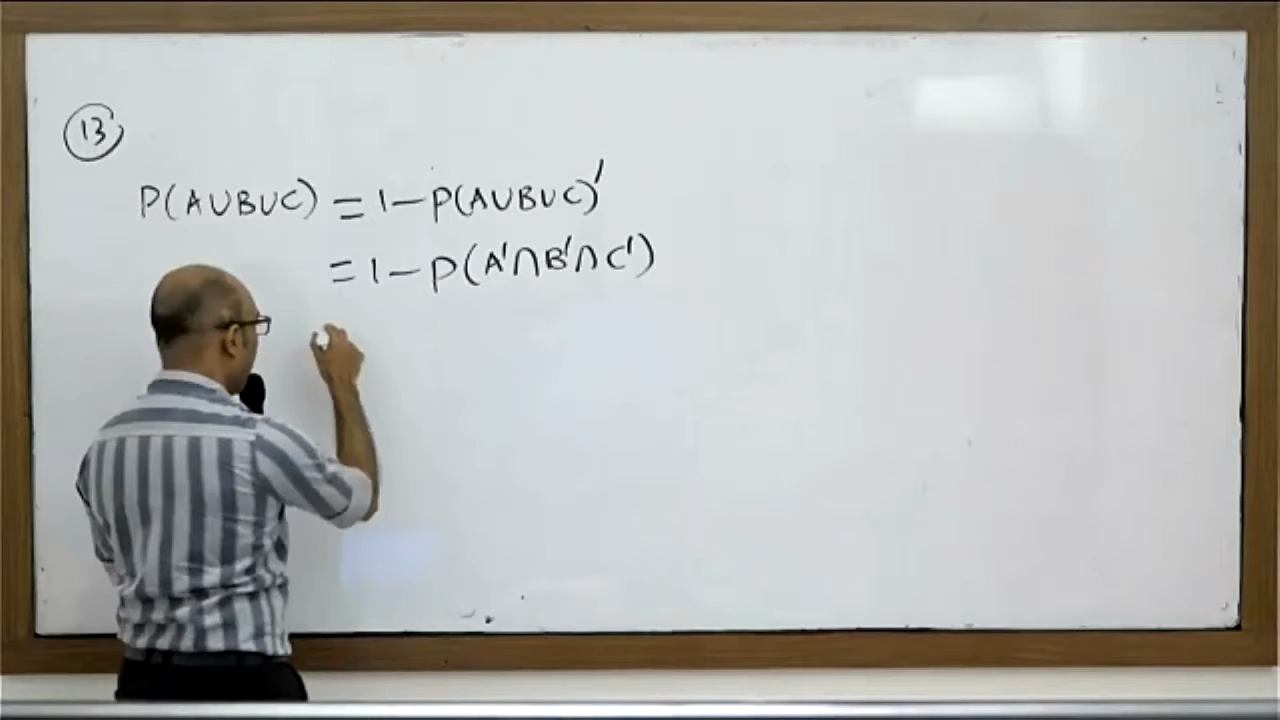 13
P(A∪B∪C) = 1 - P(A∪B∪C)'
= 1 - P(A'∩B'∩C')